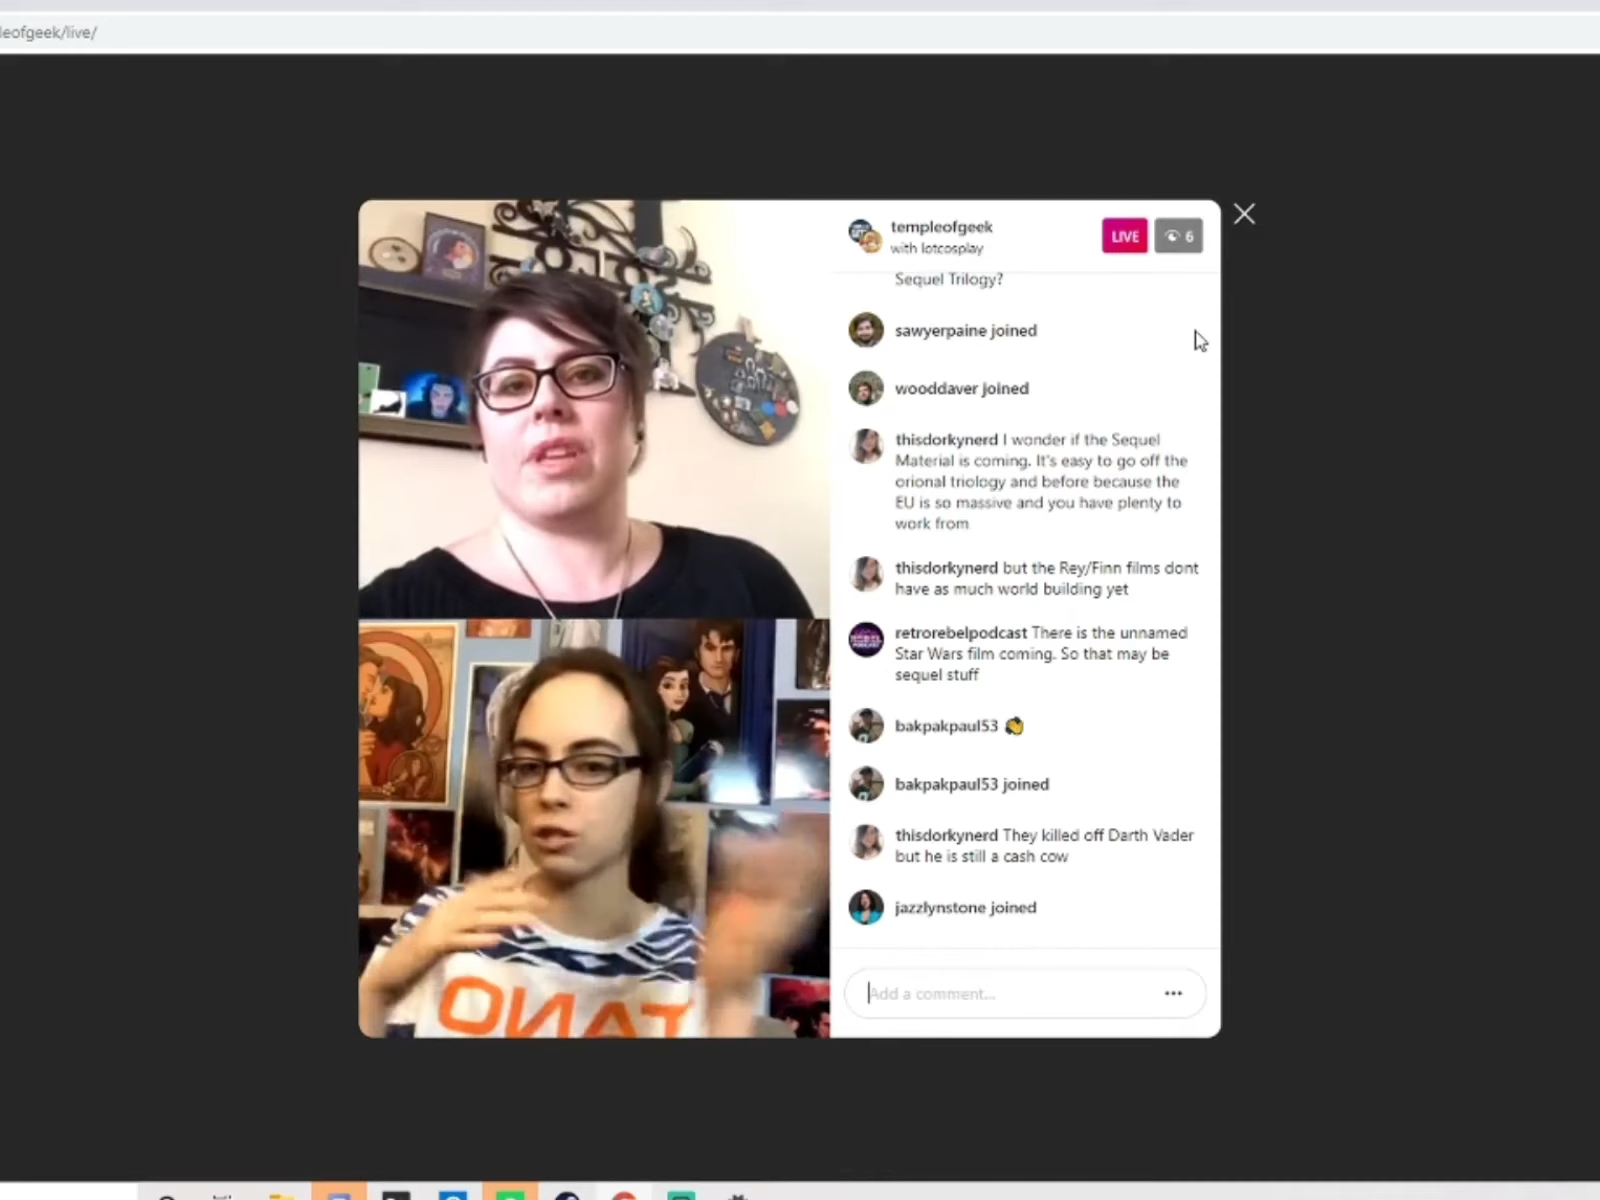 leofgeek/live/
templeofgeek
with lotcosplay
LIVE
6
Sequel Trilogy?
sawyerpaine joined
wooddaver joined
thisdorkynerd I wonder if the Sequel
Material is coming. It's easy to go off the
orional triology and before because the
EU is so massive and you have plenty to
work from
thisdorkynerd but the Rey/Finn films dont
have as much world building yet
retrorebelpodcast There is the unnamed
Star Wars film coming. So that may be
sequel stuff
bakpakpaul53 👏
bakpakpaul53 joined
thisdorkynerd They killed off Darth Vader
but he is still a cash cow
jazzlynstone joined
Add a comment...
TANO